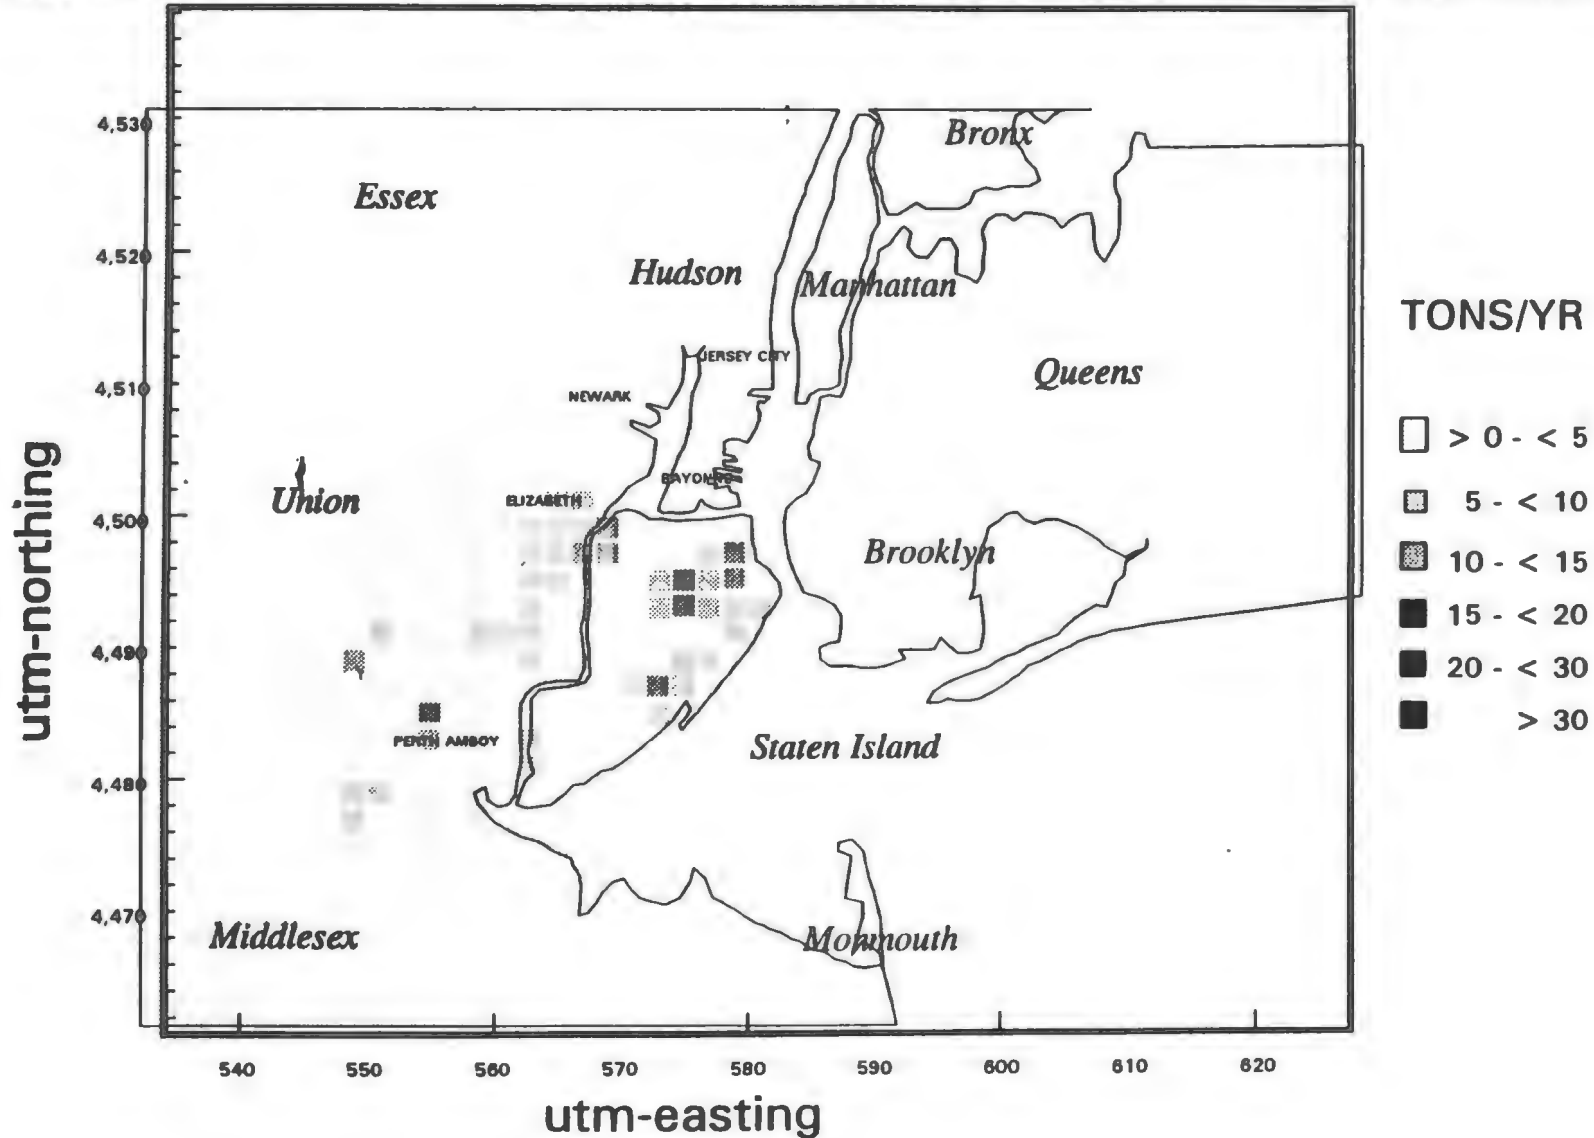 4,530
Bronx
Essex
4,520
Hudson
Manhattan
TONS/YR
JERSEY CITY
Queens
4,510
NEWARK
> 0 - < 5
utm-northing
BAYONNE
Union
ELIZABETH
5 - < 10
4,500
Brooklyn
10 - < 15
15 - < 20
4,490
20 - < 30
> 30
PERTH AMBOY
Staten Island
4,480
4,470
Middlesex
Monmouth
540 550 560 570 580 590 600 610 620
utm-easting